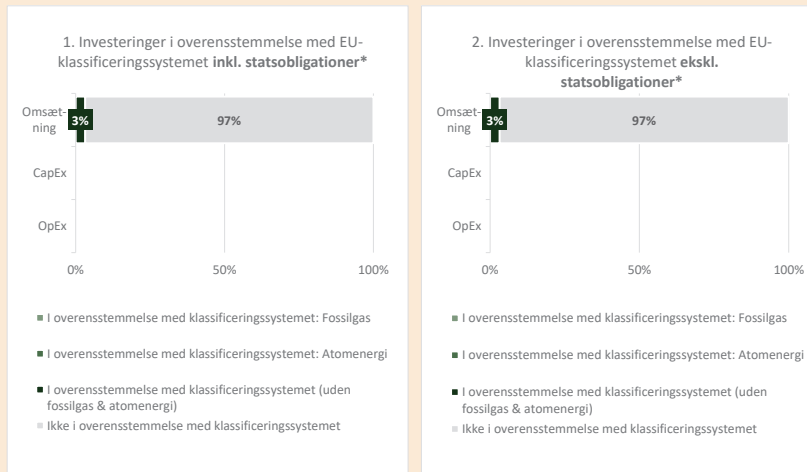 1. Investeringer i overensstemmelse med EU-
klassificeringssystemet inkl. statsobligationer*
Omsæt-
ning
3%
97%
CapEx
OpEx
0%
50%
100%
I overensstemmelse med klassificeringssystemet: Fossilgas
I overensstemmelse med klassificeringssystemet: Atomenergi
I overensstemmelse med klassificeringssystemet (uden
fossilgas & atomenergi)
Ikke i overensstemmelse med klassificeringssystemet
2. Investeringer i overensstemmelse med EU-
klassificeringssystemet ekskl.
statsobligationer*
Omsæt-
ning
3%
97%
CapEx
OpEx
0%
50%
100%
I overensstemmelse med klassificeringssystemet: Fossilgas
I overensstemmelse med klassificeringssystemet: Atomenergi
I overensstemmelse med klassificeringssystemet (uden
fossilgas & atomenergi)
Ikke i overensstemmelse med klassificeringssystemet